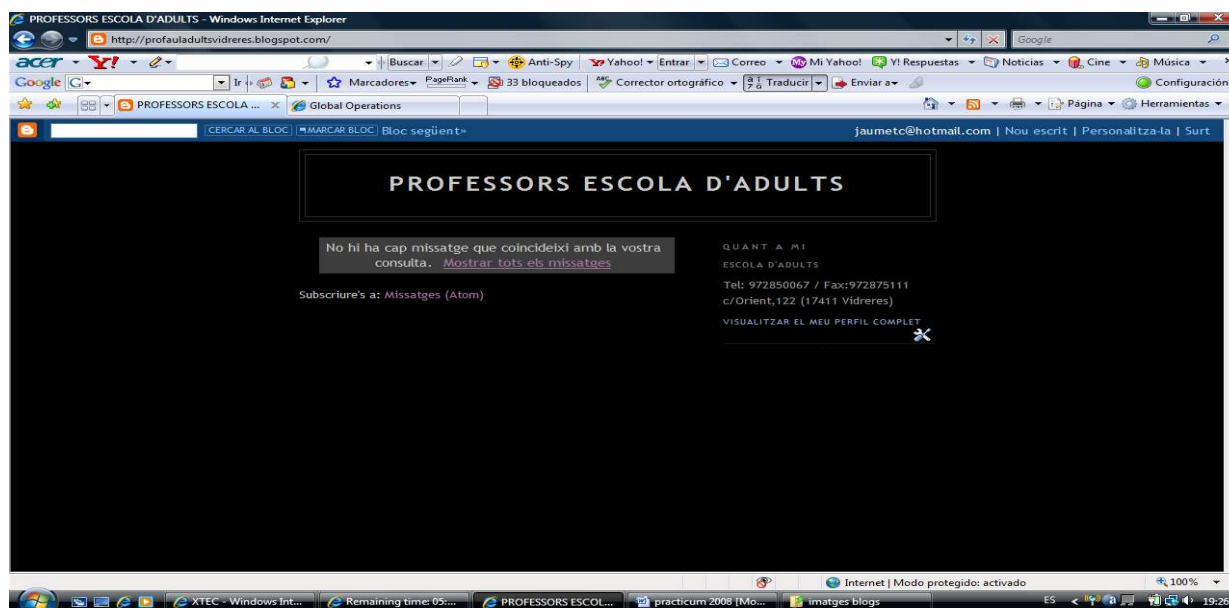 PROFESSORS ESCOLA D'ADULTS - Windows Internet Explorer
http://profauladultsvidreres.blogspot.com/
Google
acer Y! Buscar Anti-Spy Yahoo! Entrar Correo Mi Yahoo! Y! Respuestas Noticias Cine Música
Google G Ir Marcadores PageRank 33 bloqueados Corrector ortográfico Traducir Enviar a Configuración
PROFESSORS ESCOLA ... Global Operations Página Herramientas
CERCAR AL BLOC MARCAR BLOC Bloc següent» jaumetc@hotmail.com | Nou escrit | Personalitza-la | Surt
PROFESSORS ESCOLA D'ADULTS
No hi ha cap missatge que coincideixi amb la vostra
consulta. Mostrar tots els missatges
Subscriure's a: Missatges (Atom)
QUANT A MI
ESCOLA D'ADULTS
Tel: 972850067 / Fax:972875111
c/Orient,122 (17411 Vidreres)
VISUALITZAR EL MEU PERFIL COMPLET
Internet | Modo protegido: activado 100%
XTEC - Windows Int... Remaining time: 05:... PROFESSORS ESCOL... practicum 2008 [Mo... imatges blogs ES 19:26